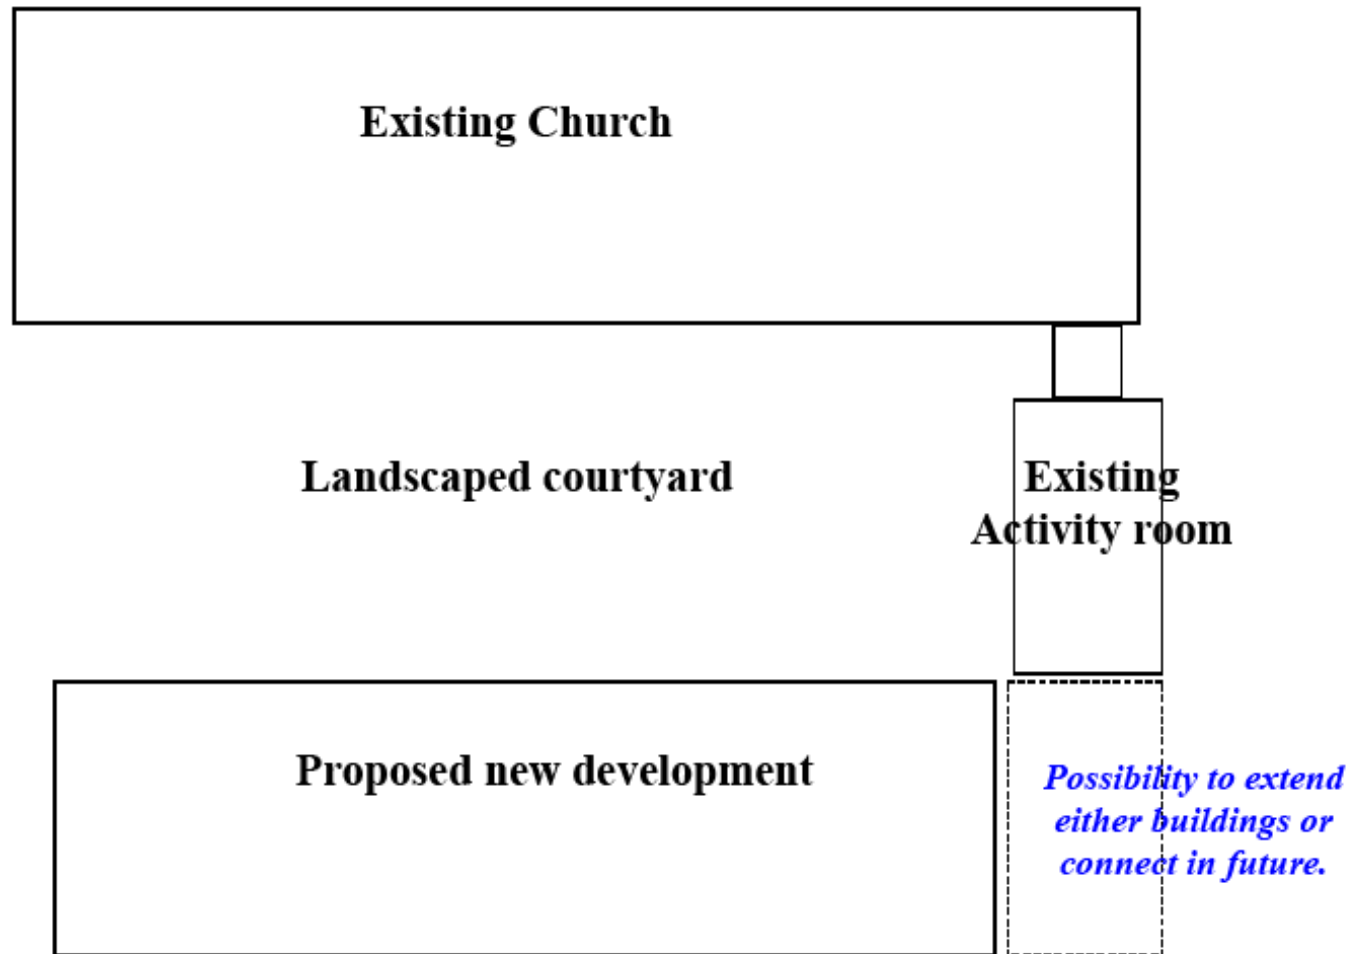 Existing Church
Landscaped courtyard
Existing
Activity room
Proposed new development
Possibility to extend
either buildings or
connect in future.